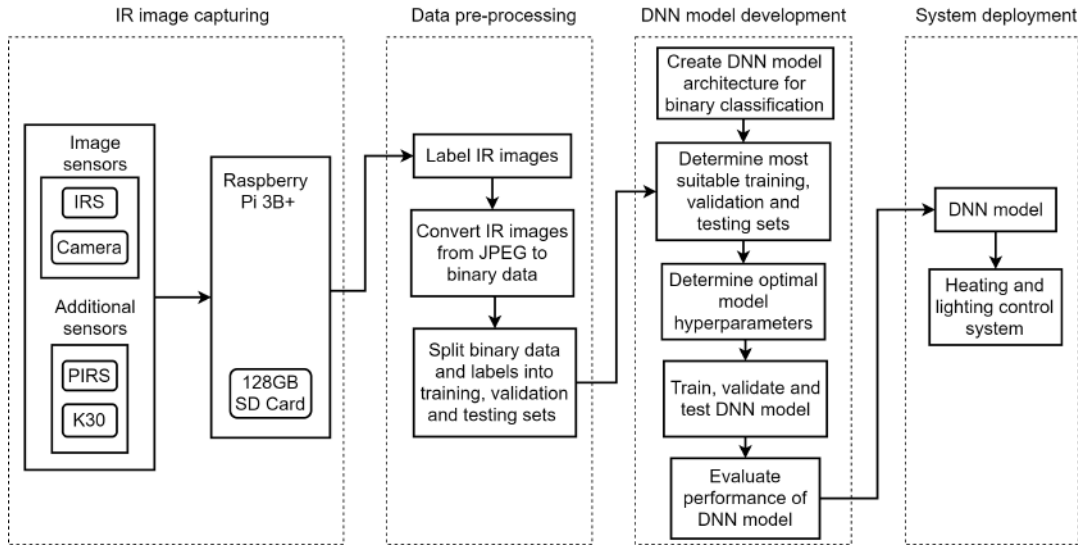 IR image capturing
Image
sensors
IRS
Camera
Additional
sensors
PIRS
K30
Raspberry
Pi 3B+
128GB
SD Card
Data pre-processing
Label IR images
Convert IR images
from JPEG to
binary data
Split binary data
and labels into
training, validation
and testing sets
DNN model development
Create DNN model
architecture for
binary classification
Determine most
suitable training,
validation and
testing sets
Determine optimal
model
hyperparameters
Train, validate and
test DNN model
Evaluate
performance of
DNN model
System deployment
DNN model
Heating and
lighting control
system